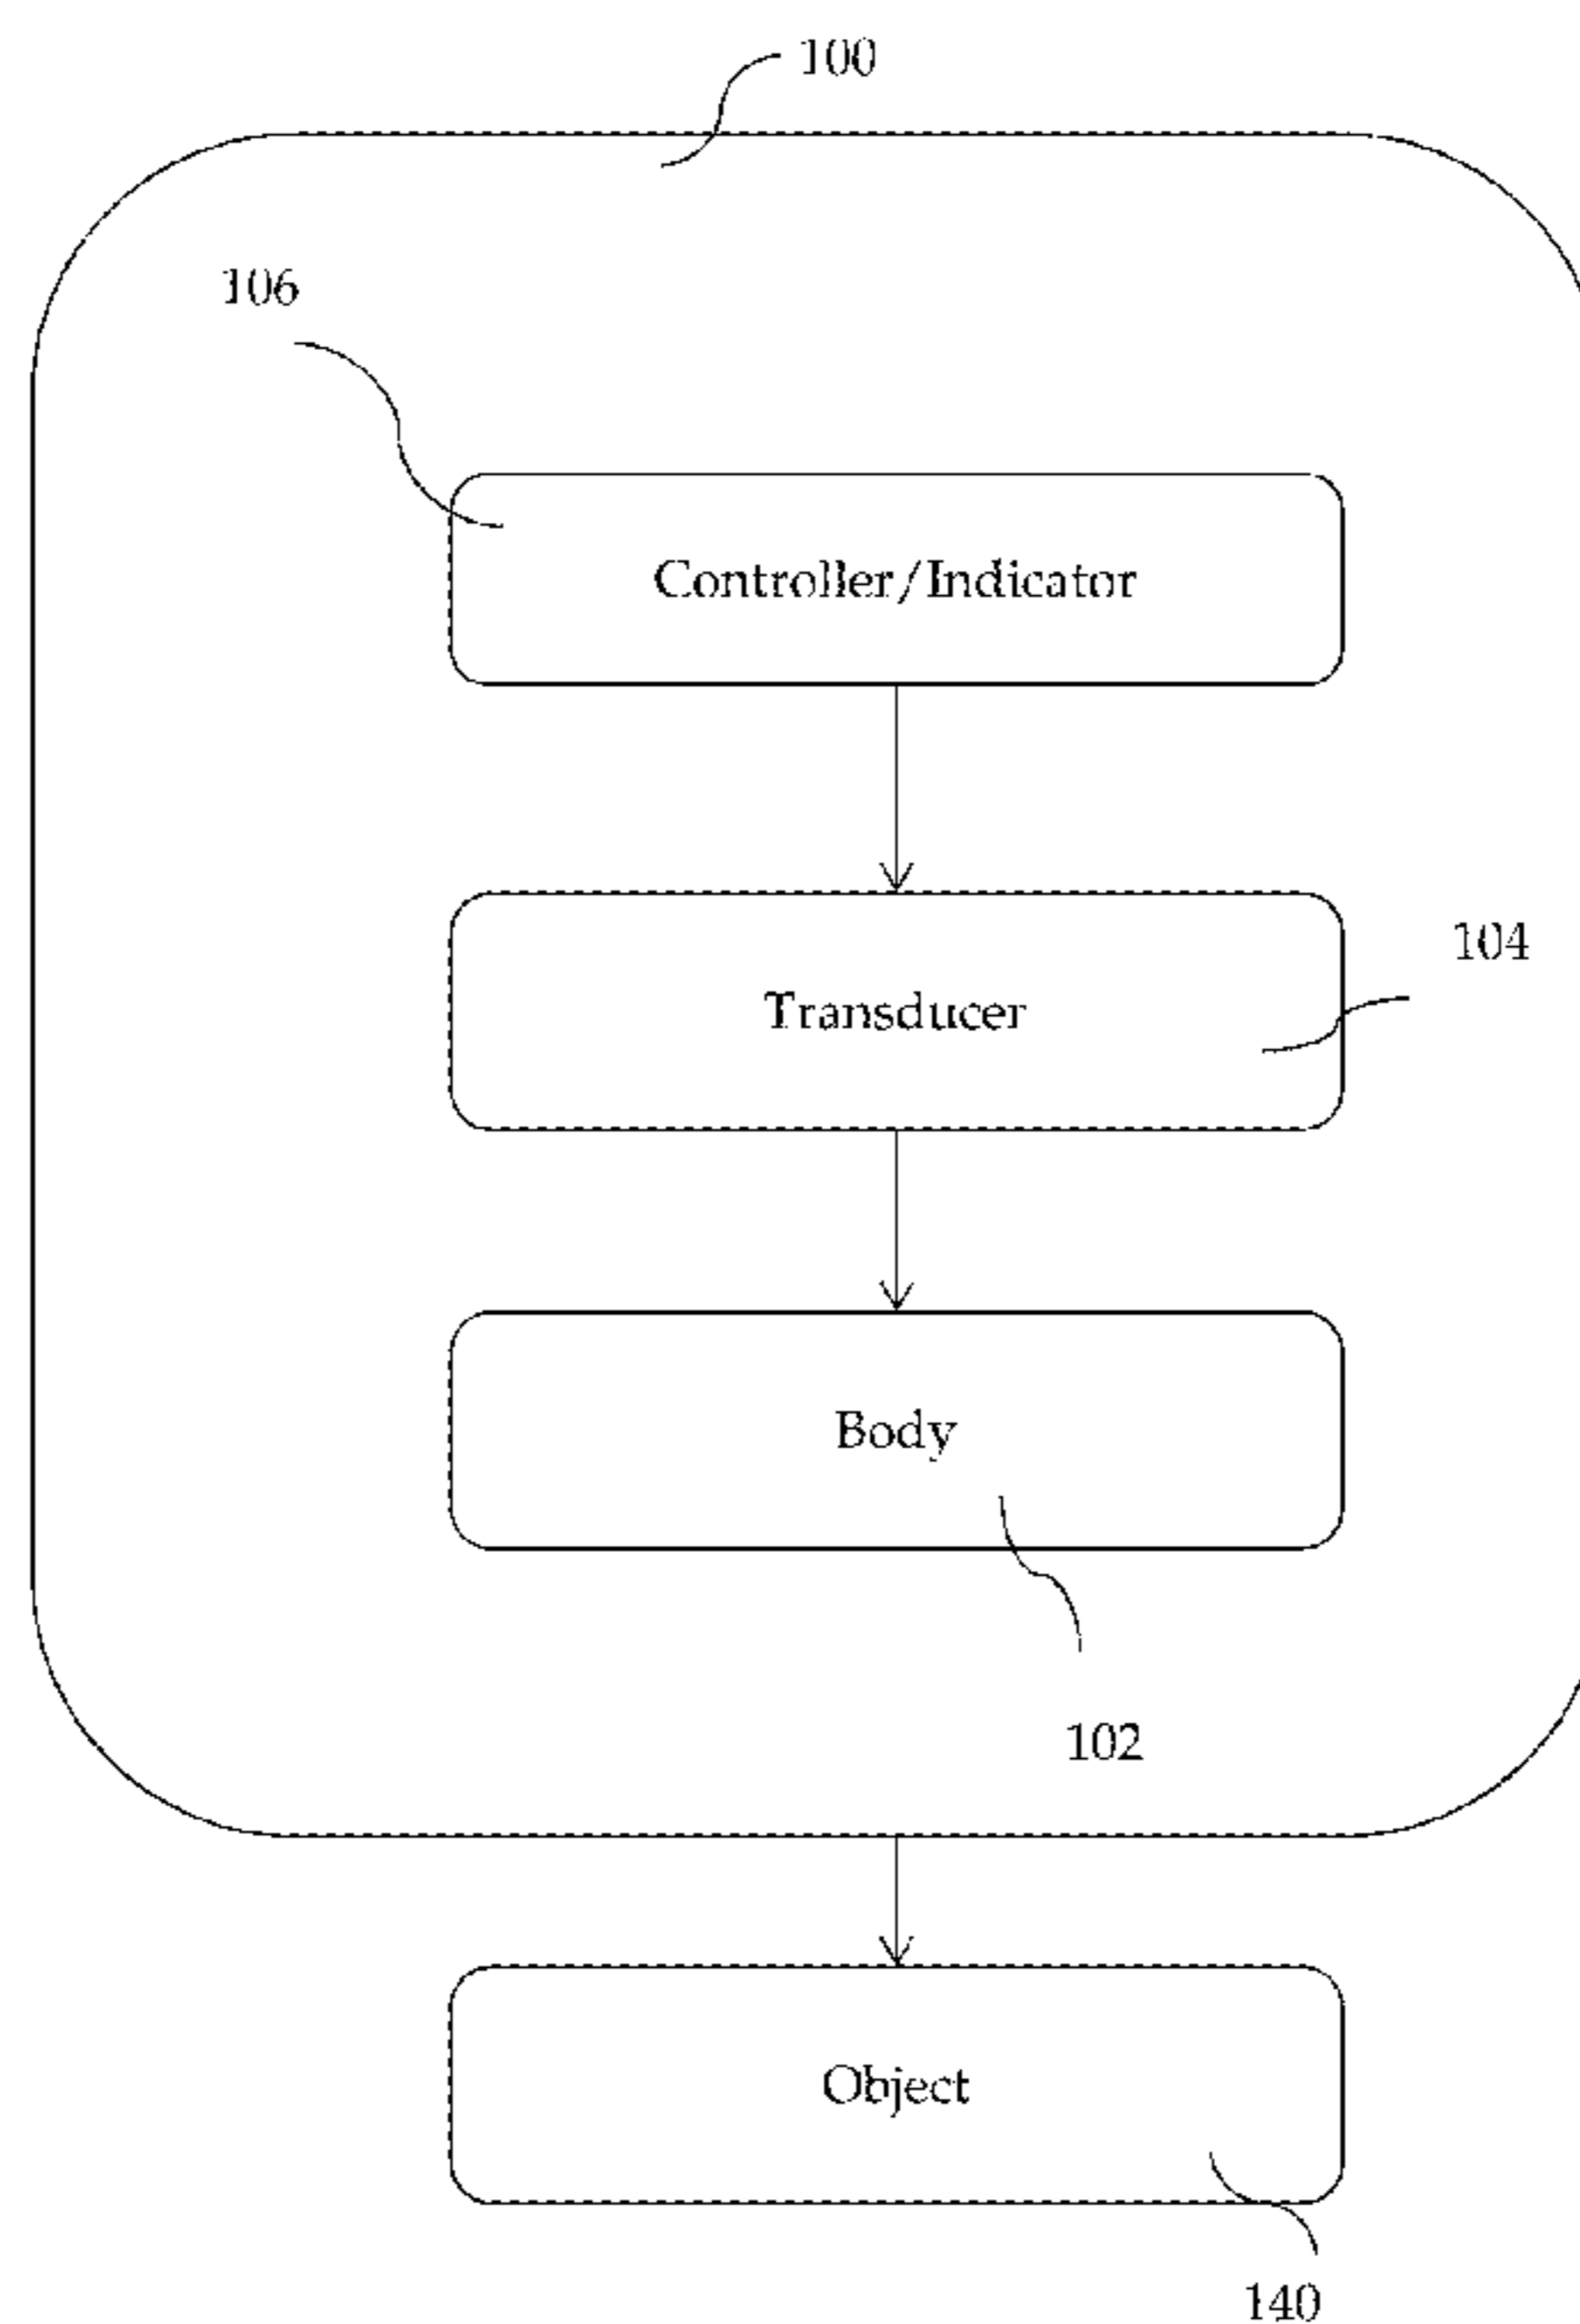 100
106
Controller/Indicator
104
Transducer
Body
102
Object
140